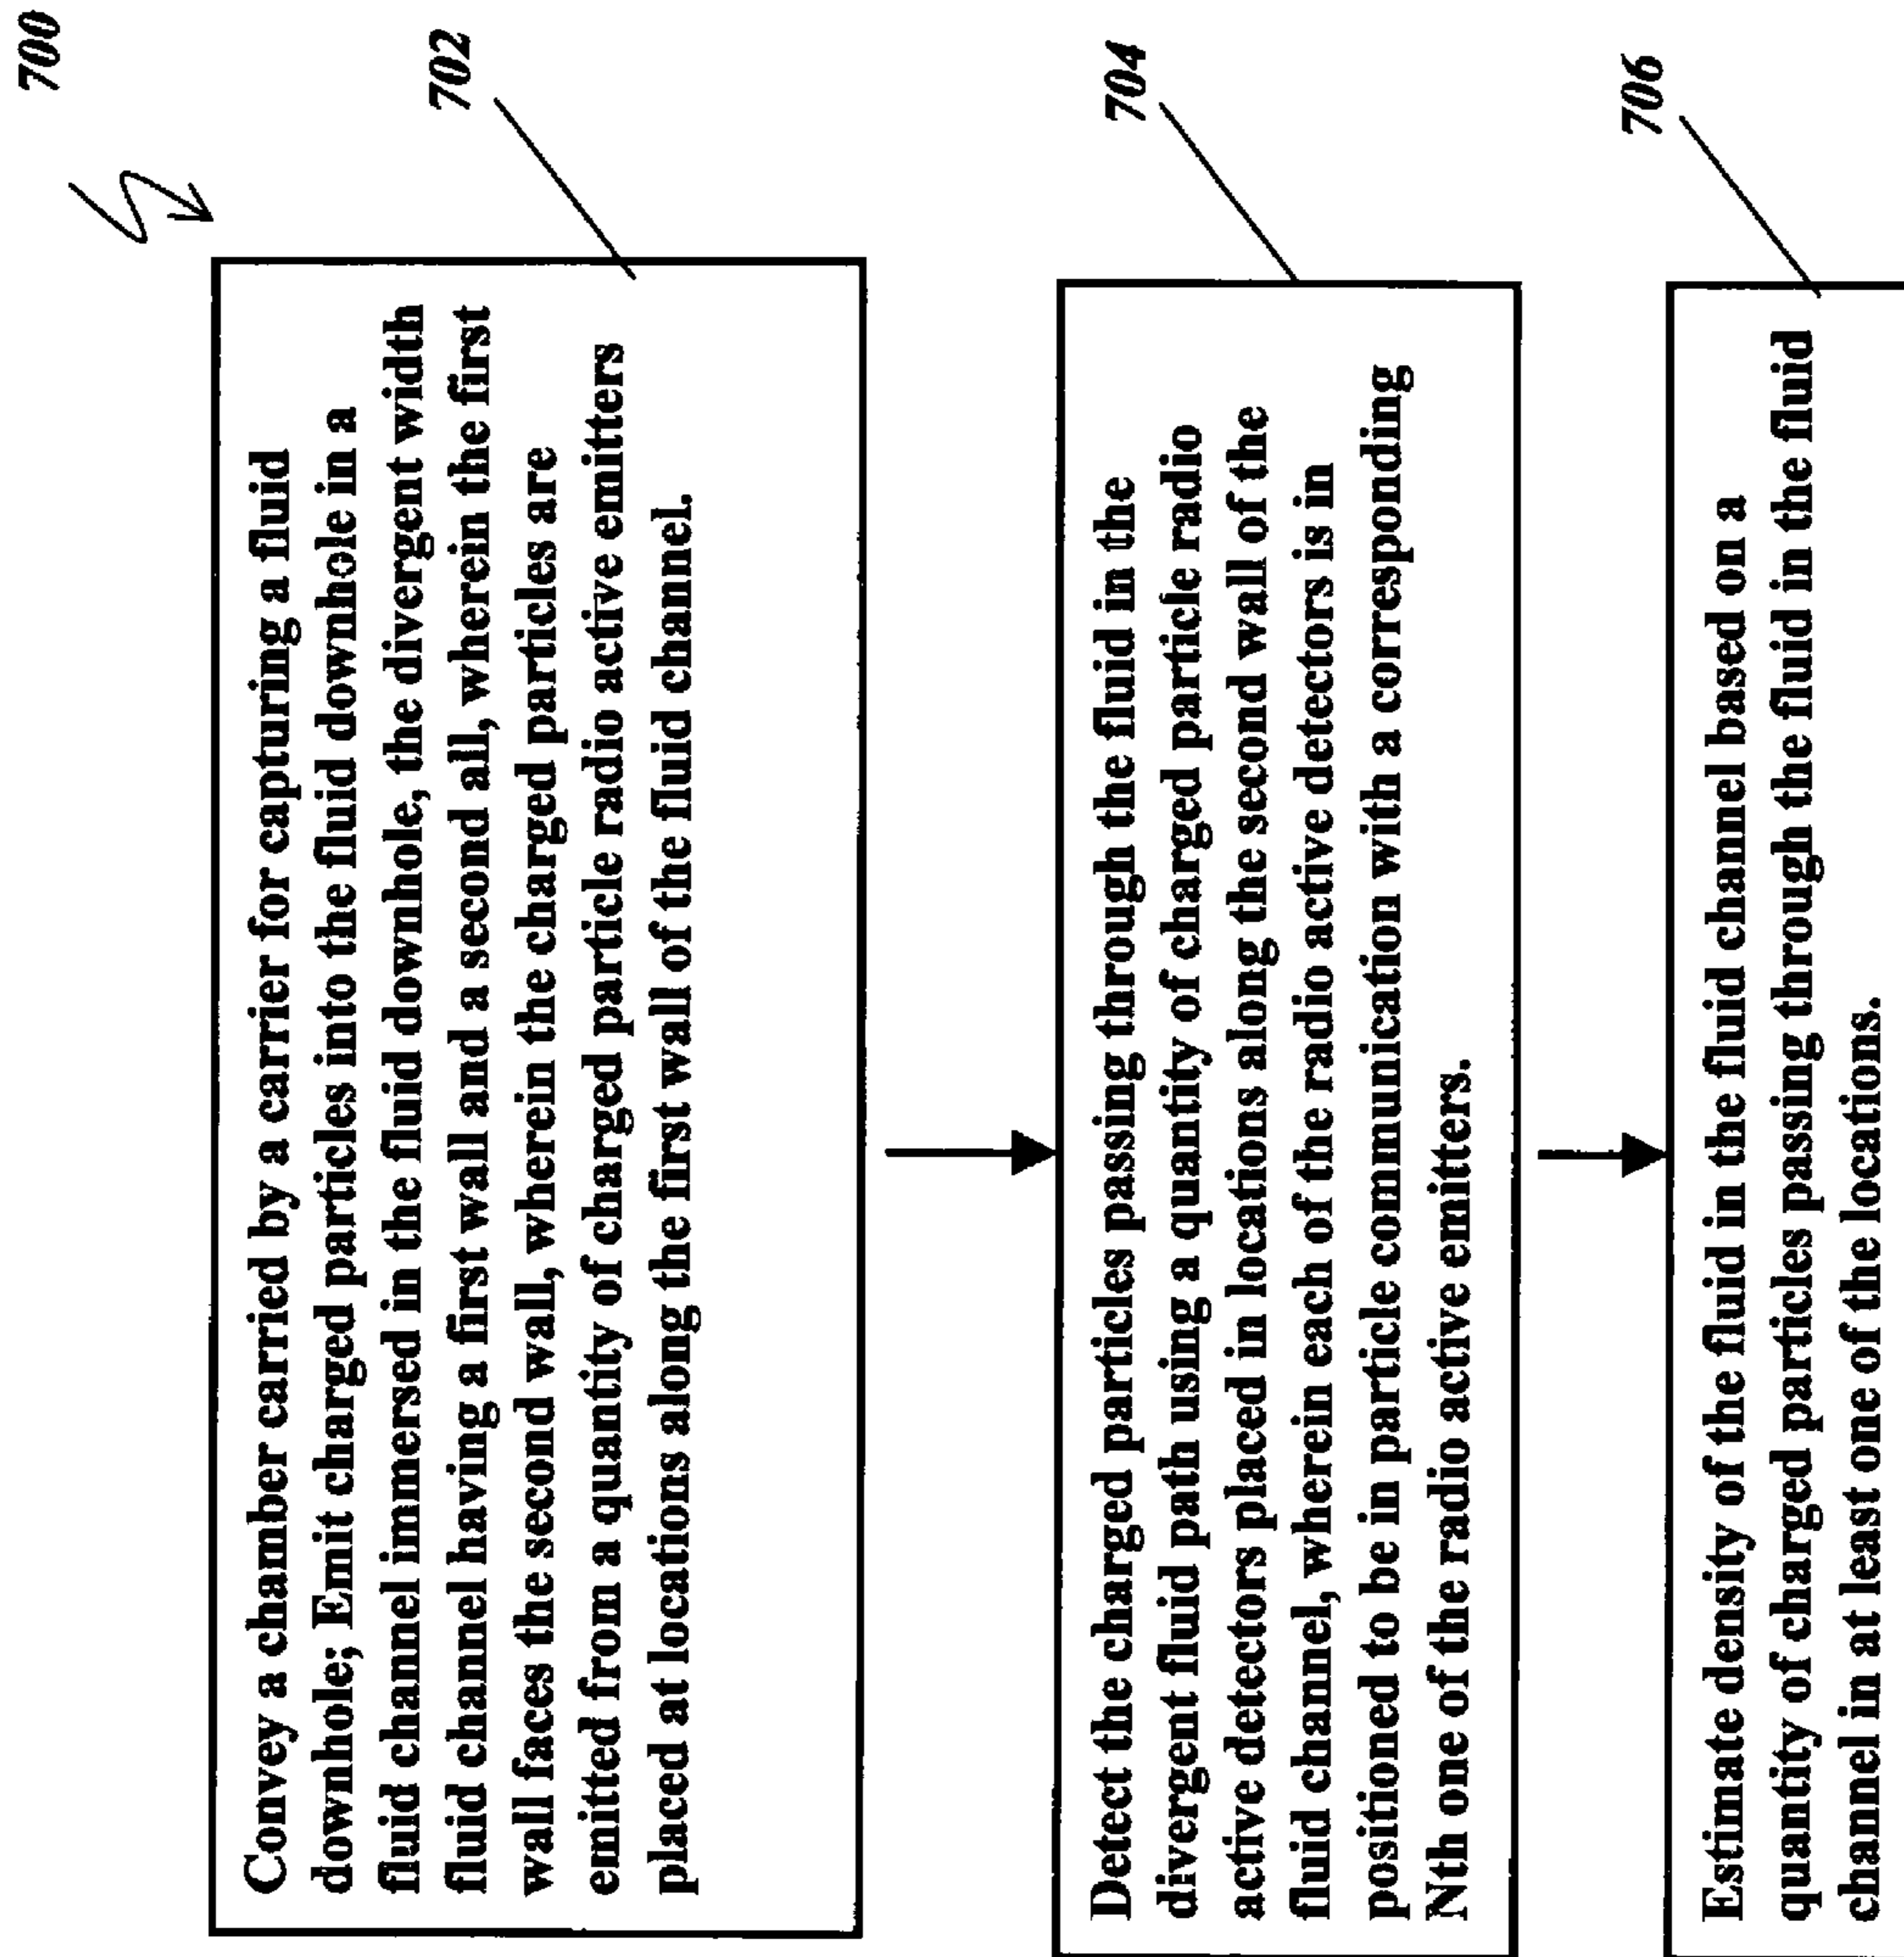 700
702
Convey a chamber carried by a carrier for capturing a fluid
downhole; Emit charged particles into the fluid downhole in a
fluid channel immersed in the fluid downhole, the divergent width
fluid channel having a first wall and a second all, wherein the first
wall faces the second wall, wherein the charged particles are
emitted from a quantity of charged particle radio active emitters
placed at locations along the first wall of the fluid channel.
704
Detect the charged particles passing through the fluid in the
divergent fluid path using a quantity of charged particle radio
active detectors placed in locations along the second wall of the
fluid channel, wherein each of the radio active detectors is in
positioned to be in particle communication with a corresponding
Nth one of the radio active emitters.
706
Estimate density of the fluid in the fluid channel based on a
quantity of charged particles passing through the fluid in the fluid
channel in at least one of the locations.